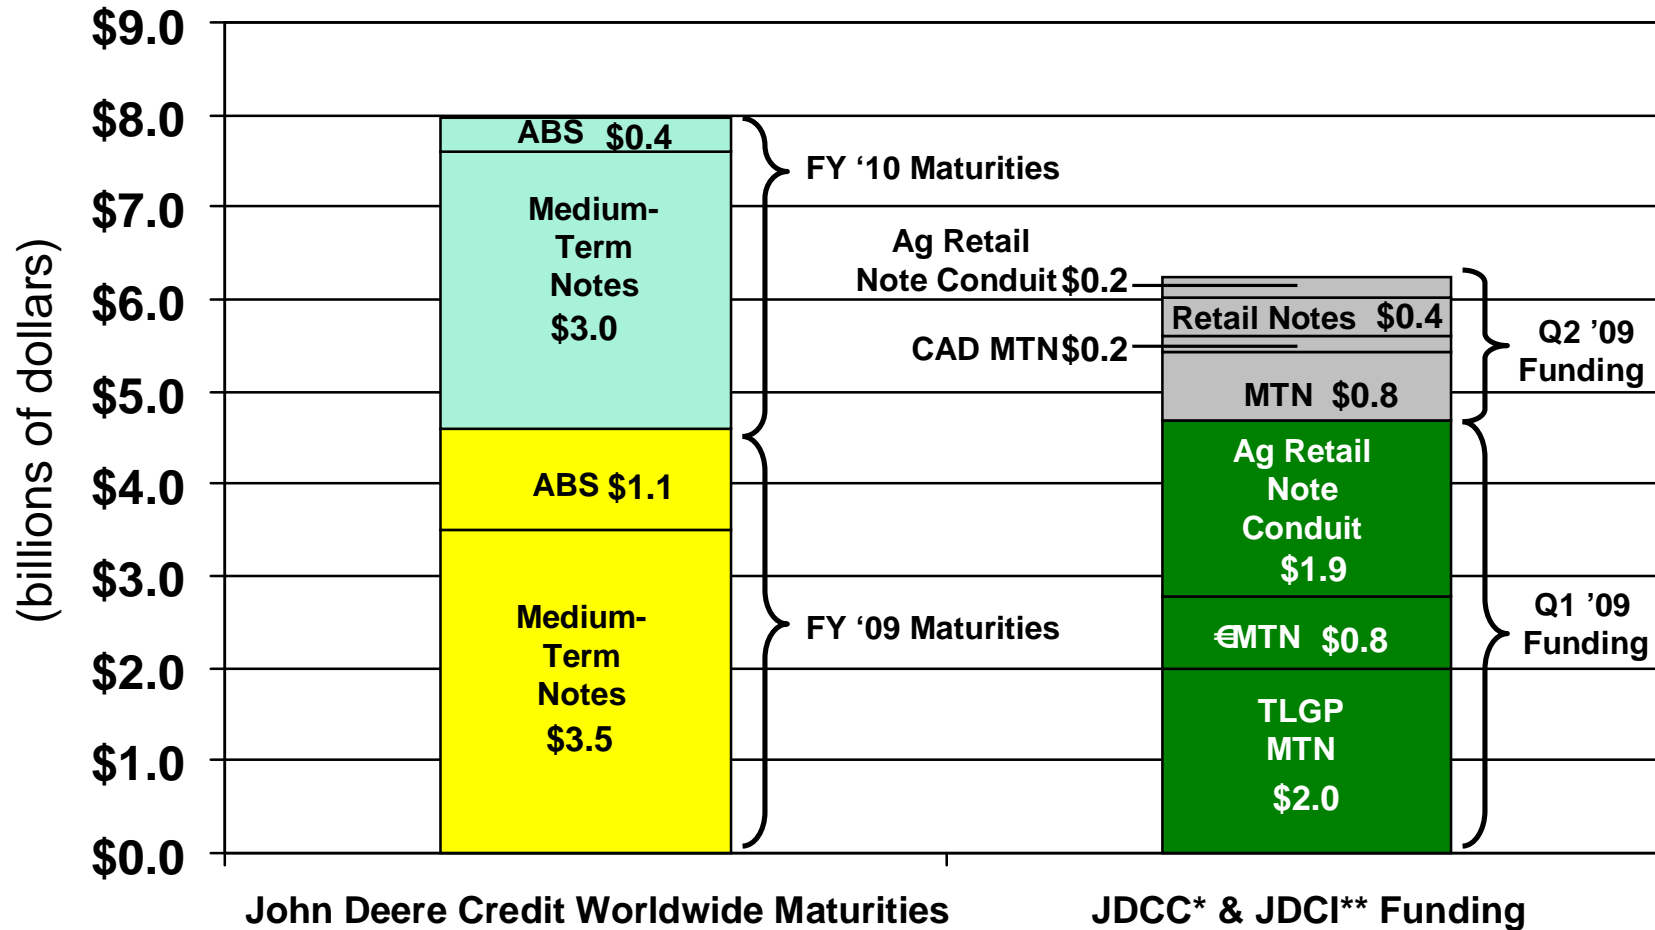 (billions of dollars)
$9.0
$8.0
$7.0
$6.0
$5.0
$4.0
$3.0
$2.0
$1.0
$0.0
ABS $0.4
Medium-
Term
Notes
$3.0
FY ‘10 Maturities
ABS $1.1
Medium-
Term
Notes
$3.5
FY ‘09 Maturities
Ag Retail
Note Conduit $0.2
Retail Notes $0.4
CAD MTN $0.2
MTN $0.8
Q2 ’09
Funding
Ag Retail
Note
Conduit
$1.9
€MTN $0.8
TLGP
MTN
$2.0
Q1 ’09
Funding
John Deere Credit Worldwide Maturities
JDCC* & JDCI** Funding